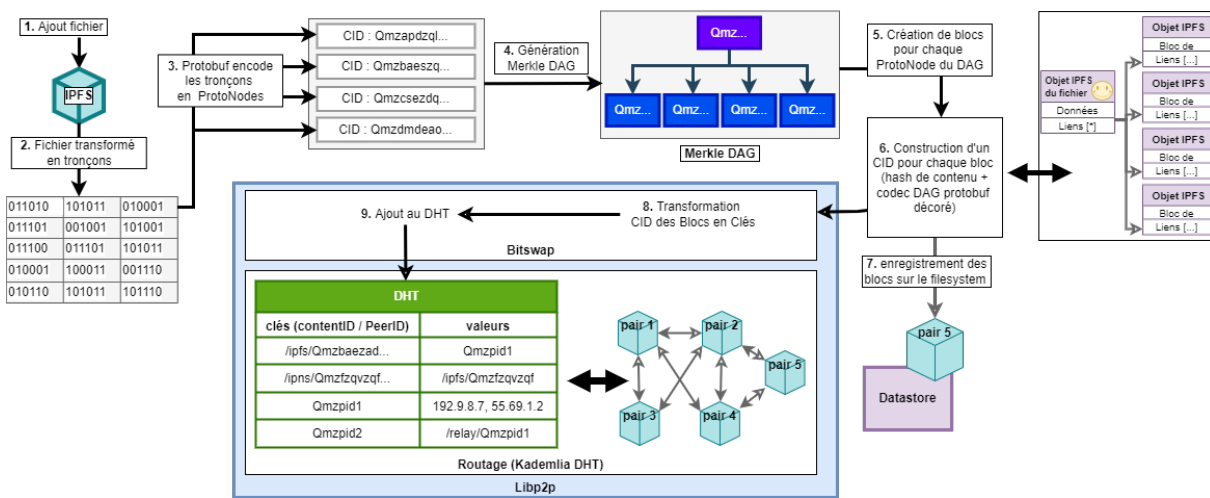 1. Ajout fichier
IPFS
2. Fichier transformé
en tronçons
011010 101011 010001
011101 001001 101001
011100 011101 101011
010001 100011 001110
010110 101011 101110
3. Protobuf encode
les tronçons
en ProtoNodes
CID : Qmzapdzql...
CID : Qmzbaeszq...
CID : Qmzcsezdq...
CID : Qmzdmdeao...
4. Génération
Merkle DAG
Qmz...
Qmz... Qmz... Qmz... Qmz...
Merkle DAG
5. Création de blocs
pour chaque
ProtoNode du DAG
6. Construction d'un
CID pour chaque bloc
(hash de contenu +
codec DAG protobuf
décoré)
Objet IPFS
du fichier
Données
Liens [*]
Objet IPFS
Bloc de
Liens [...]
Objet IPFS
Bloc de
Liens [...]
Objet IPFS
Bloc de
Liens [...]
Objet IPFS
Bloc de
Liens [...]
7. enregistrement des
blocs sur le filesystem
pair 5
Datastore
8. Transformation
CID des Blocs en Clés
9. Ajout au DHT
Bitswap
DHT
clés (contentID / PeerID) valeurs
/ipfs/Qmzbaezad... Qmzpid1
/ipns/Qmzfzqvzqf... /ipfs/Qmzfzqvzqf
Qmzpid1 192.9.8.7, 55.69.1.2
Qmzpid2 /relay/Qmzpid1
pair 1 pair 2
pair 5
pair 3 pair 4
Routage (Kademlia DHT)
Libp2p